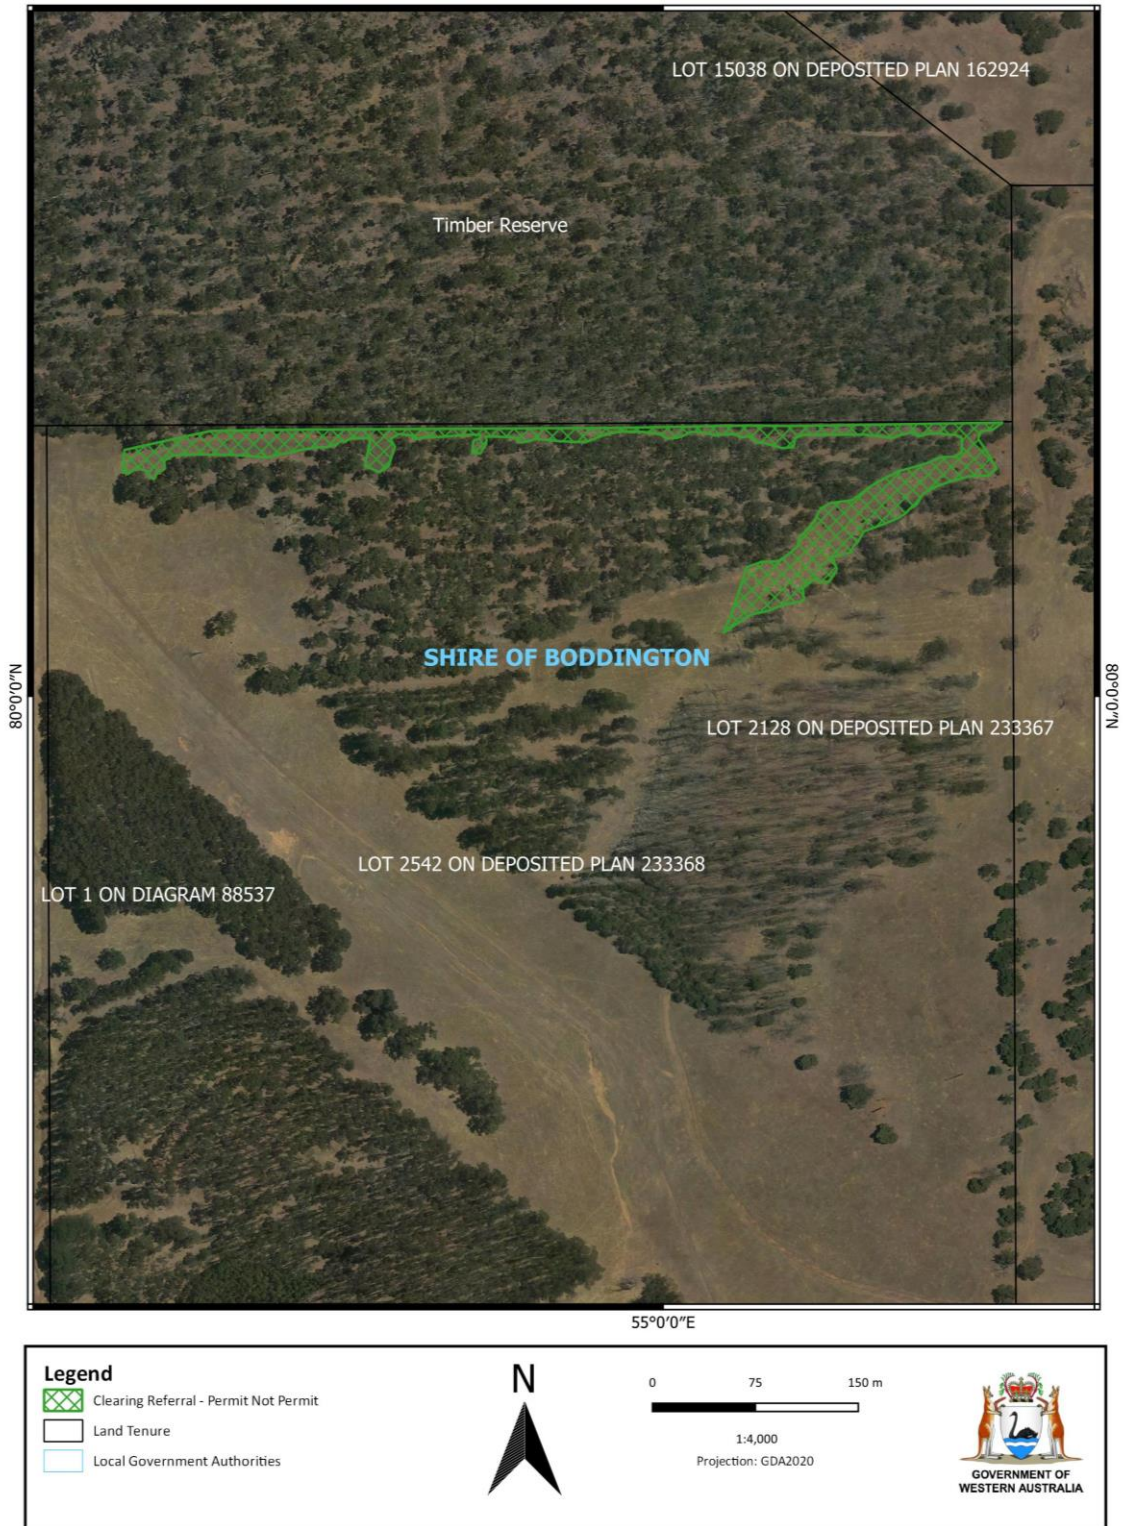 LOT 15038 ON DEPOSITED PLAN 162924
Timber Reserve
SHIRE OF BODDINGTON
80°0'0"N
80°0'0"N
LOT 2128 ON DEPOSITED PLAN 233367
LOT 2542 ON DEPOSITED PLAN 233368
LOT 1 ON DIAGRAM 88537
55°0'0"E
Legend
Clearing Referral - Permit Not Permit
Land Tenure
Local Government Authorities
N
0 75 150 m
1:4,000
Projection: GDA2020
GOVERNMENT OF
WESTERN AUSTRALIA